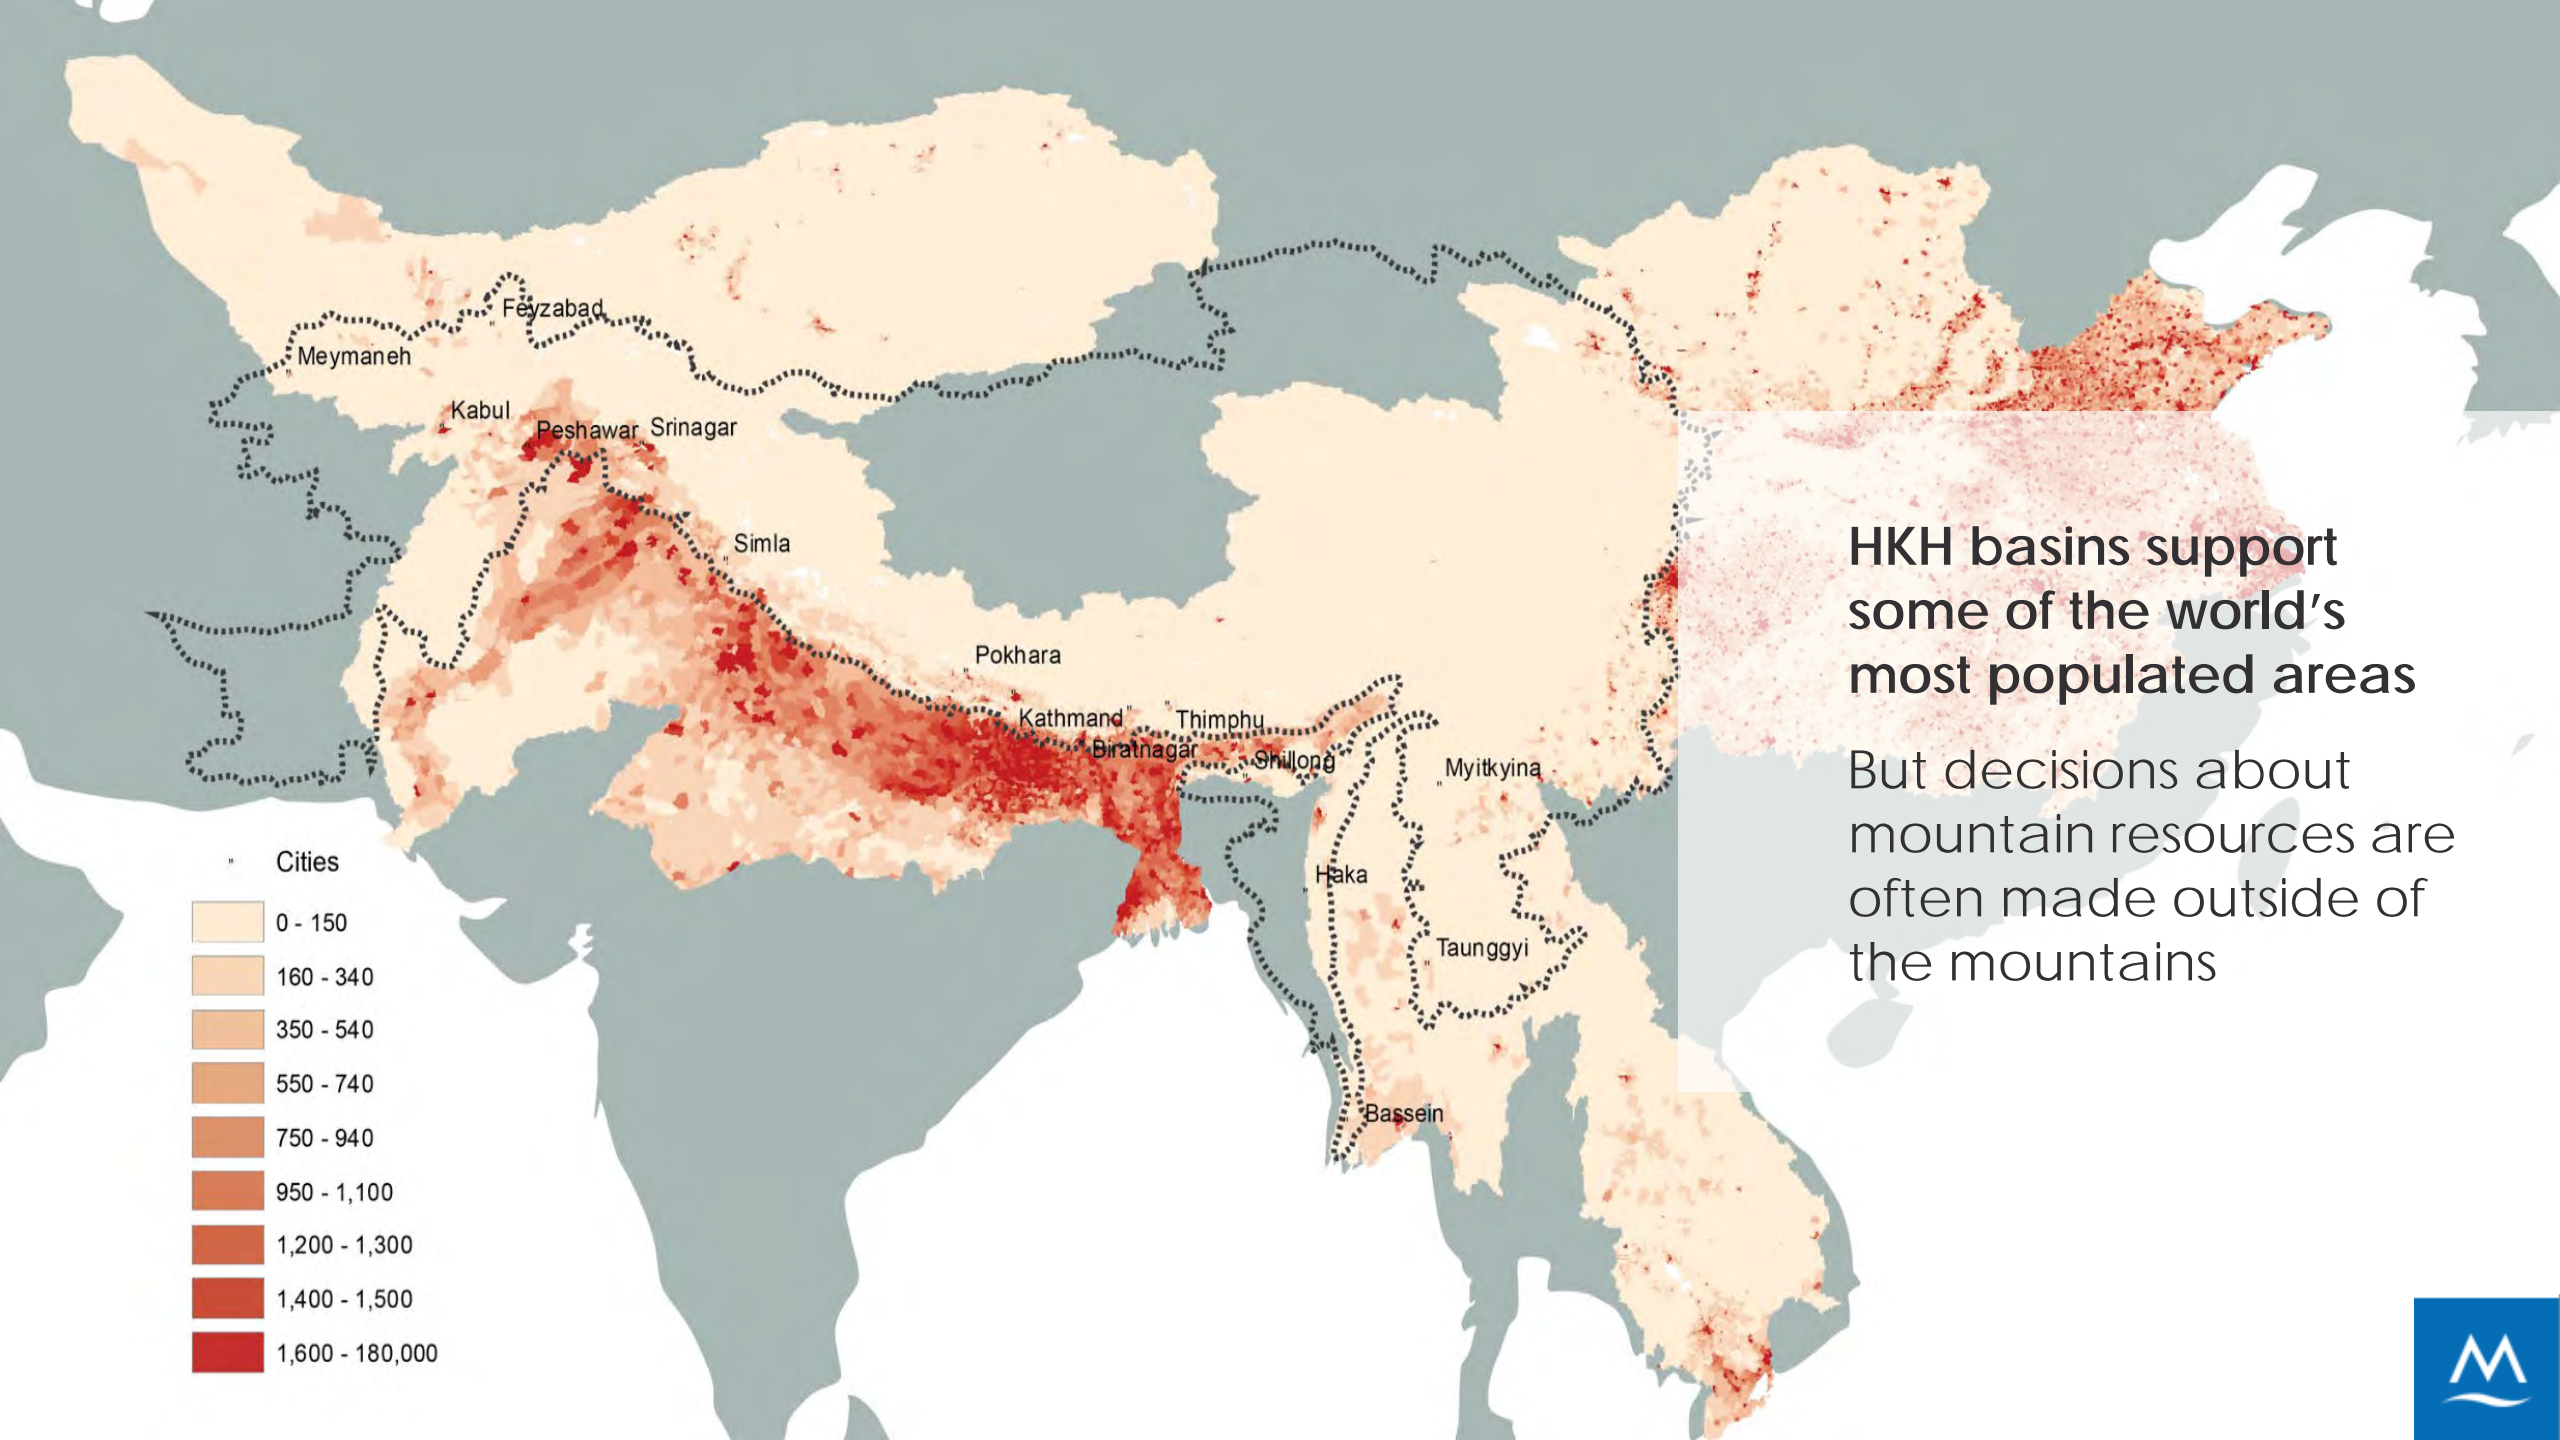 Feyzabad
Meymaneh
Kabul
Peshawar
Srinagar
Simla
Pokhara
Kathmand
Thimphu
Biratnagar
Shillong
Myitkyina
Haka
Taunggyi
Bassein
HKH basins support
some of the world's
most populated areas
But decisions about
mountain resources are
often made outside of
the mountains
Cities
0 - 150
160 - 340
350 - 540
550 - 740
750 - 940
950 - 1,100
1,200 - 1,300
1,400 - 1,500
1,600 - 180,000